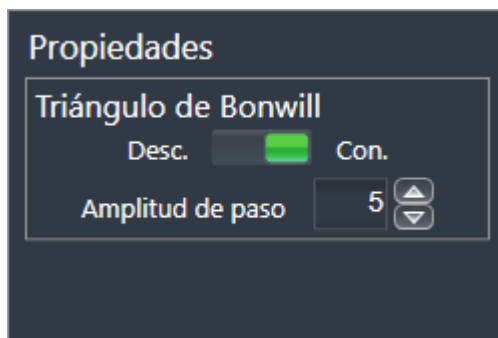 Propiedades
Triángulo de Bonwill
Desc. Con.
Amplitud de paso 5